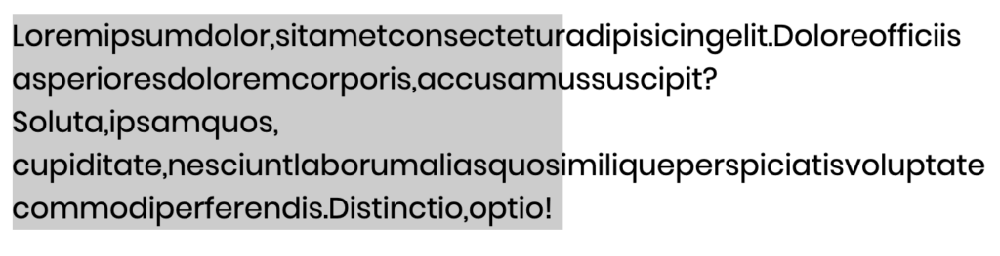 Loremipsumdolor,sitametconsecteturadipisicingelit.Doloreofficiis
asperioresdoloremcorporis,accusamussuscipit?
Soluta,ipsamquos,
cupiditate,nesciuntlaborumaliasquosimiliqueperspiciatisvoluptate
commodiperferendis.Distinctio,optio!